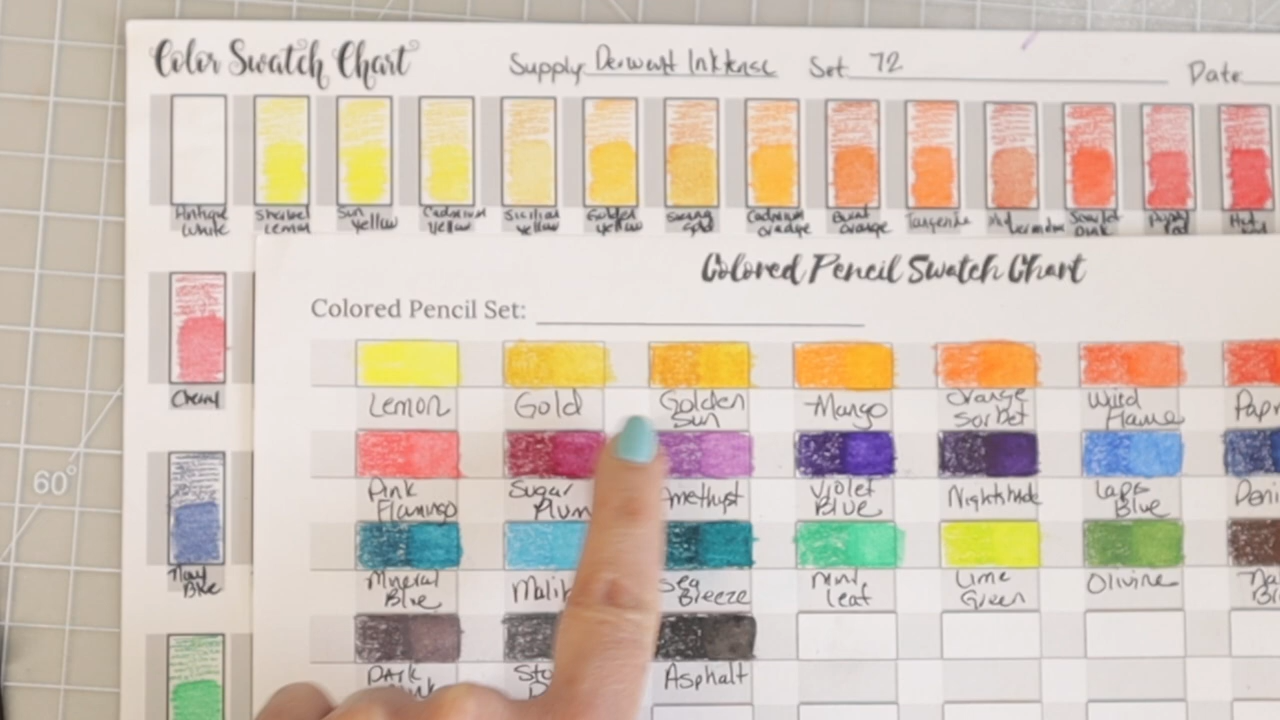 Color Swatch Chart
Supply Derwent Inktense Set 72 Date
Antique White
Sherbet Lemon
Sun Yellow
Cadmium Yellow
Sicilian Yellow
Golden Yellow
Cadmium Orange
Burnt Orange
Tangerine
Scarlet Pink
Poppy Red
Cherry
Navy Blue
60°
Colored Pencil Swatch Chart
Colored Pencil Set:
Lemon
Gold
Golden Sun
Mango
Orange Sorbet
Wild Flame
Pink Flamingo
Sugar Plum
Amethyst
Violet Blue
Nightshade
Lapis Blue
Mineral Blue
Sea Breeze
Mint Leaf
Lime Green
Olivine
Dark
Asphalt